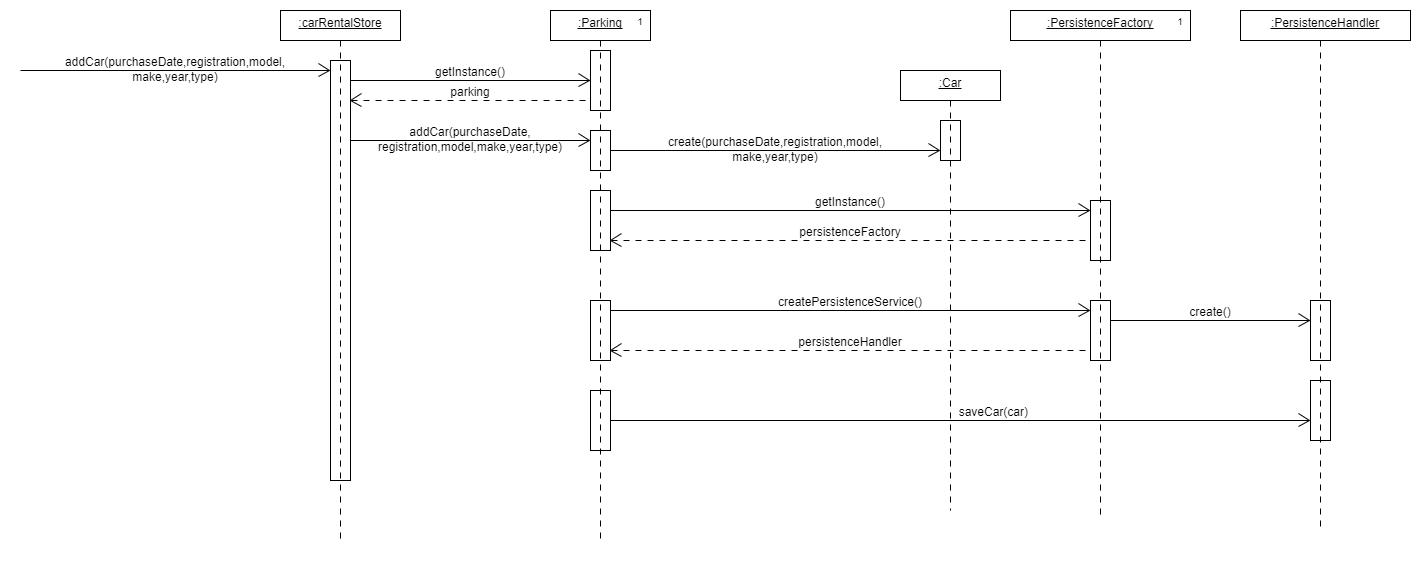 :carRentalStore
:Parking 1
:PersistenceFactory 1
:PersistenceHandler
addCar(purchaseDate,registration,model,
make,year,type)
getInstance()
parking
:Car
addCar(purchaseDate,
registration,model,make,year,type)
create(purchaseDate,registration,model,
make,year,type)
getInstance()
persistenceFactory
createPersistenceService()
create()
persistenceHandler
saveCar(car)